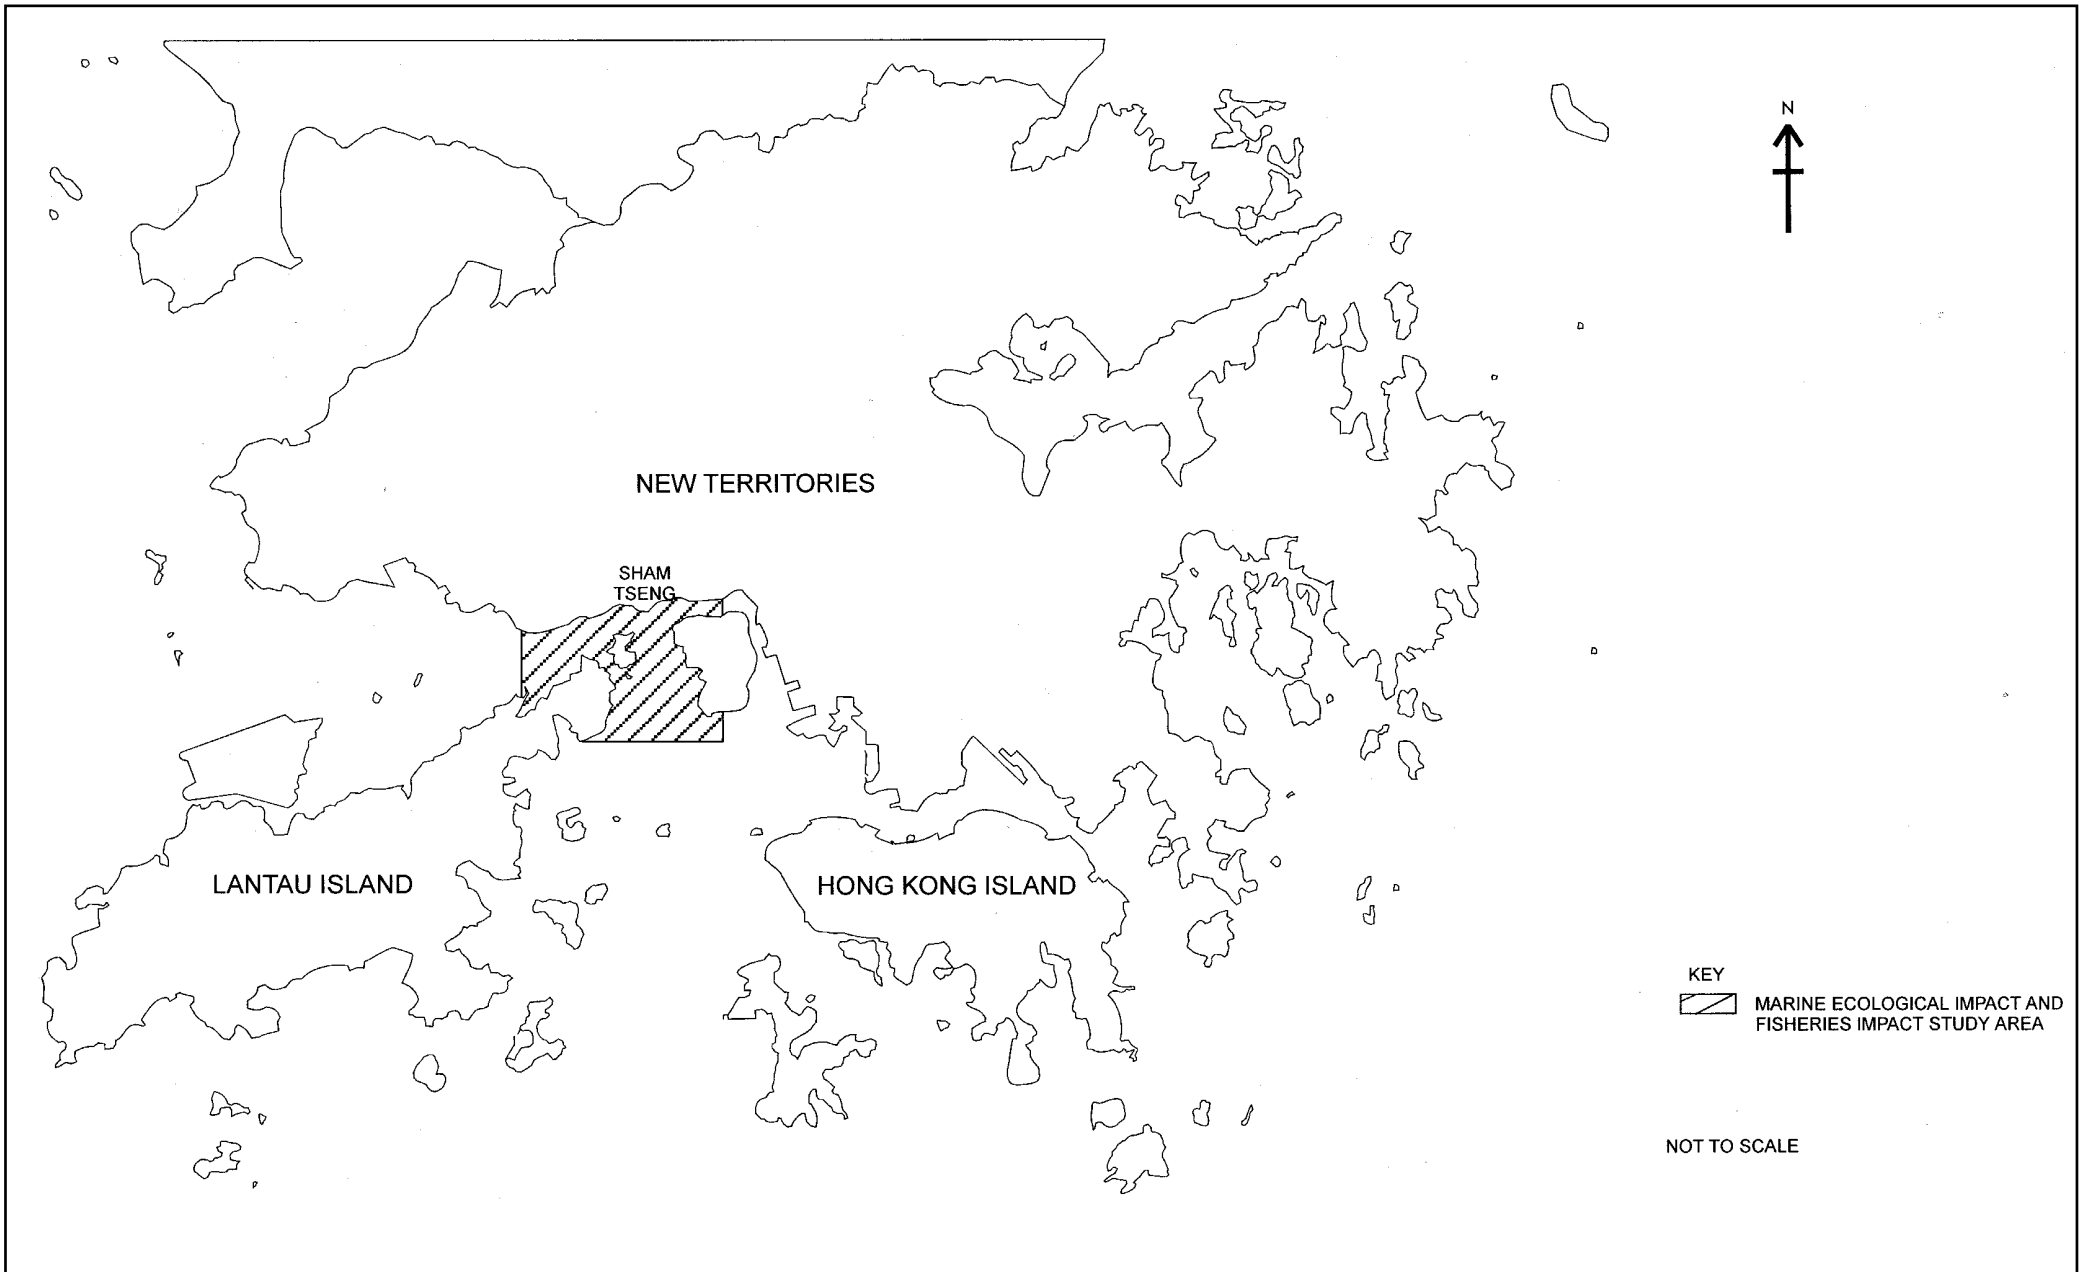 N
NEW TERRITORIES
SHAM
TSENG
LANTAU ISLAND
HONG KONG ISLAND
KEY
MARINE ECOLOGICAL IMPACT AND
FISHERIES IMPACT STUDY AREA
NOT TO SCALE